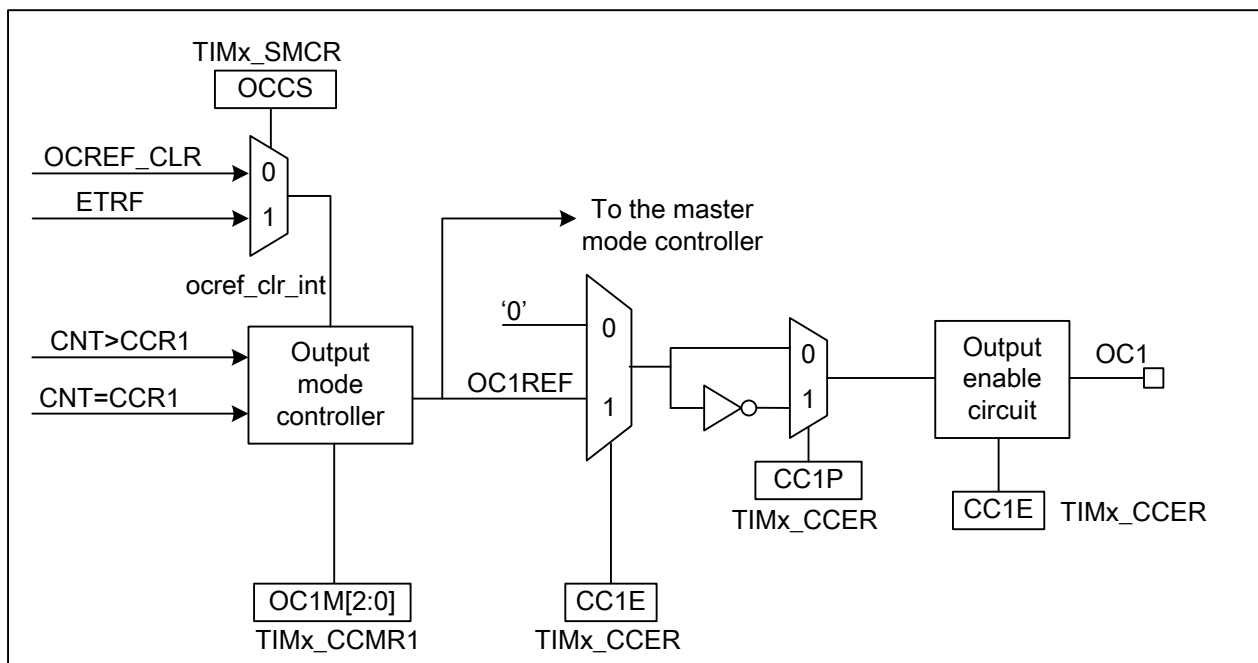 TIMx_SMCR
OCCS
OCREF_CLR
0
ETRF
1
ocref_clr_int
To the master
mode controller
CNT>CCR1
CNT=CCR1
Output
mode
controller
‘0’
0
OC1REF
1
0
1
Output
enable
circuit
OC1
CC1P
TIMx_CCER
CC1E
TIMx_CCER
OC1M[2:0]
TIMx_CCMR1
CC1E
TIMx_CCER